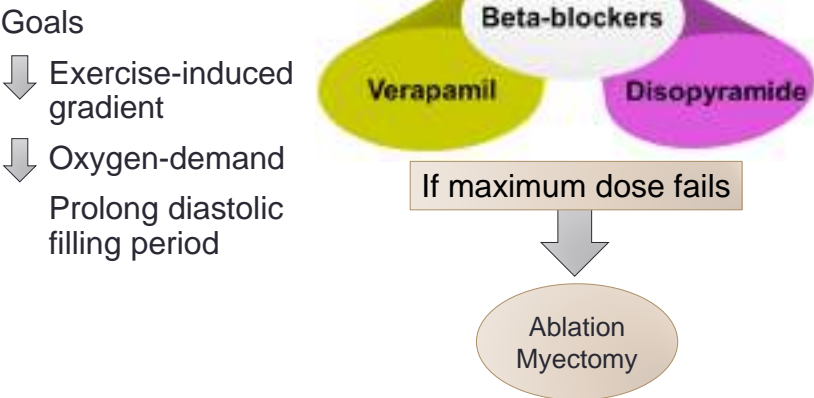 Goals
Exercise-induced
gradient
Oxygen-demand
Prolong diastolic
filling period
Beta-blockers
Verapamil
Disopyramide
If maximum dose fails
Ablation
Myectomy